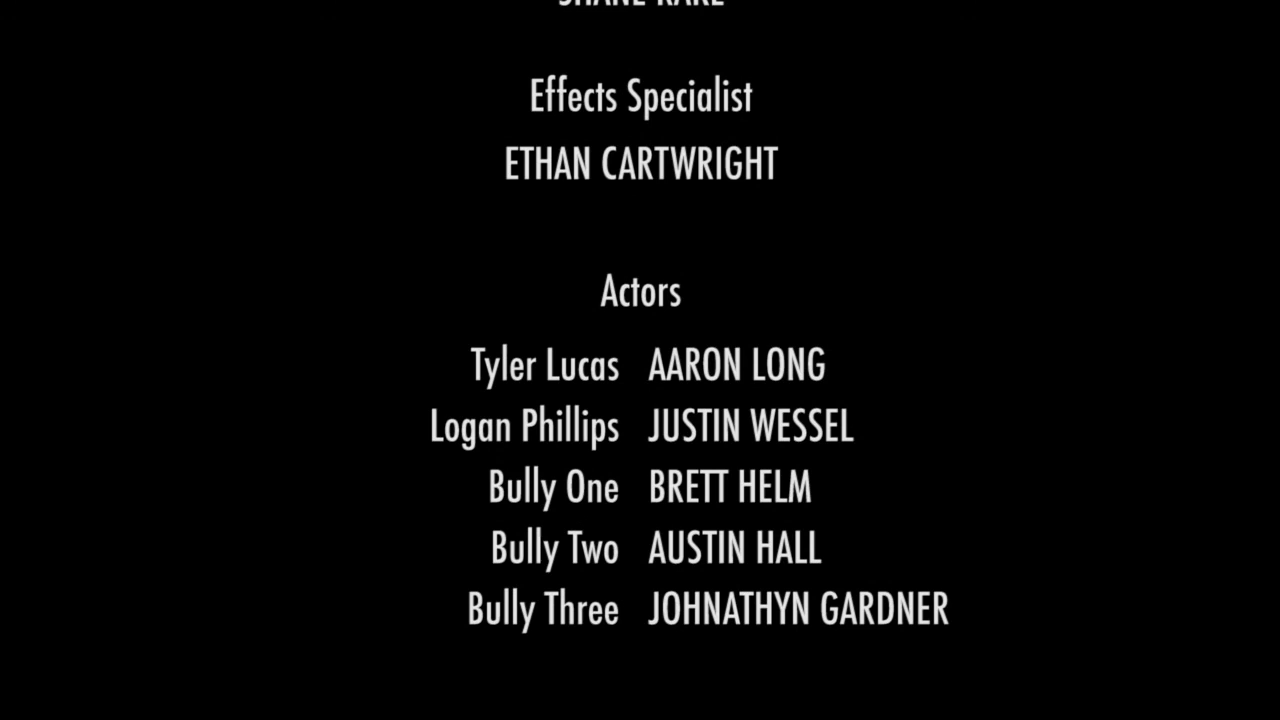 Effects Specialist
ETHAN CARTWRIGHT
Actors
Tyler Lucas AARON LONG
Logan Phillips JUSTIN WESSEL
Bully One BRETT HELM
Bully Two AUSTIN HALL
Bully Three JOHNATHYN GARDNER